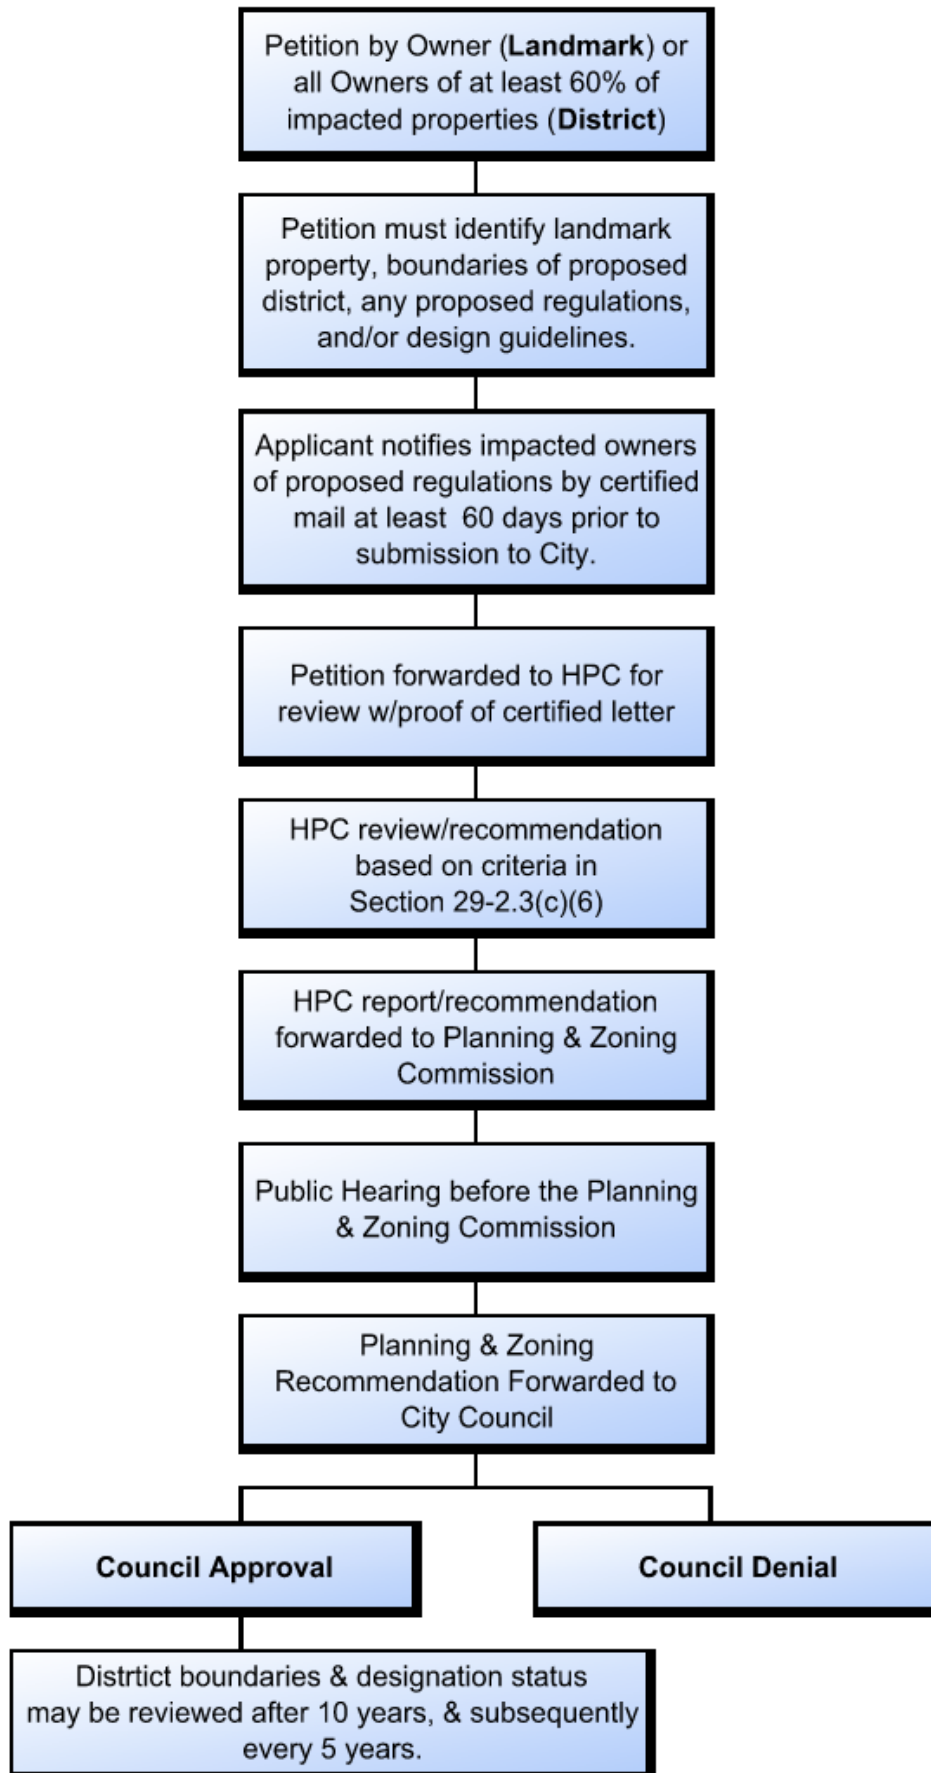 Petition by Owner (Landmark) or
all Owners of at least 60% of
impacted properties (District)
Petition must identify landmark
property, boundaries of proposed
district, any proposed regulations,
and/or design guidelines.
Applicant notifies impacted owners
of proposed regulations by certified
mail at least  60 days prior to
submission to City.
Petition forwarded to HPC for
review w/proof of certified letter
HPC review/recommendation
based on criteria in
Section 29-2.3(c)(6)
HPC report/recommendation
forwarded to Planning & Zoning
Commission
Public Hearing before the Planning
& Zoning Commission
Planning & Zoning
Recommendation Forwarded to
City Council
Council Approval
Council Denial
Distrtict boundaries & designation status
may be reviewed after 10 years, & subsequently
every 5 years.